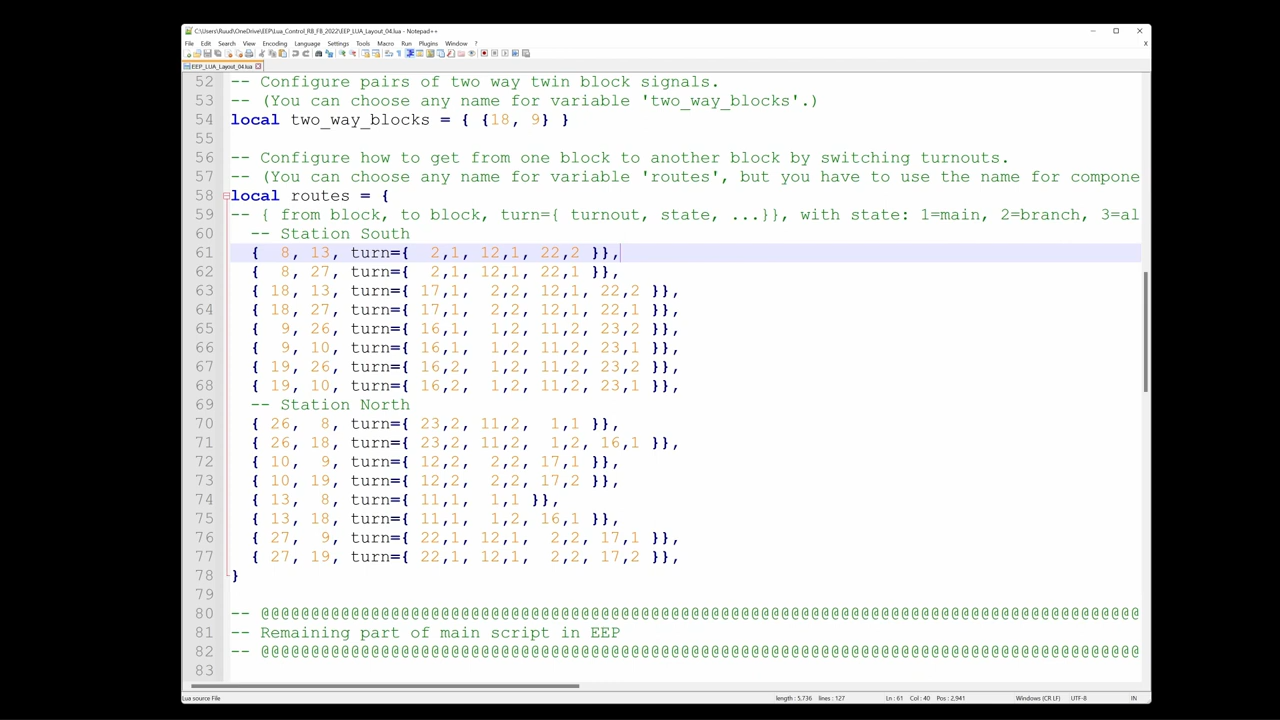 C:\Users\Ruud\OneDrive\EEP\Lua_Control_RB_FB_2022\EEP_LUA_Layout_04.lua - Notepad++
File Edit Search View Encoding Language Settings Tools Macro Run Plugins Window ?
EEP_LUA_Layout_04.lua
52 -- Configure pairs of two way twin block signals.
53 -- (You can choose any name for variable 'two_way_blocks'.)
54 local two_way_blocks = { {18, 9} }
55
56 -- Configure how to get from one block to another block by switching turnouts.
57 -- (You can choose any name for variable 'routes', but you have to use the name for compone
58 local routes = {
59 -- { from block, to block, turn={ turnout, state, ...}}, with state: 1=main, 2=branch, 3=al
60 -- Station South
61 { 8, 13, turn={ 2,1, 12,1, 22,2 }},
62 { 8, 27, turn={ 2,1, 12,1, 22,1 }},
63 { 18, 13, turn={ 17,1, 2,2, 12,1, 22,2 }},
64 { 18, 27, turn={ 17,1, 2,2, 12,1, 22,1 }},
65 { 9, 26, turn={ 16,1, 1,2, 11,2, 23,2 }},
66 { 9, 10, turn={ 16,1, 1,2, 11,2, 23,1 }},
67 { 19, 26, turn={ 16,2, 1,2, 11,2, 23,2 }},
68 { 19, 10, turn={ 16,2, 1,2, 11,2, 23,1 }},
69 -- Station North
70 { 26, 8, turn={ 23,2, 11,2, 1,1 }},
71 { 26, 18, turn={ 23,2, 11,2, 1,2, 16,1 }},
72 { 10, 9, turn={ 12,2, 2,2, 17,1 }},
73 { 10, 19, turn={ 12,2, 2,2, 17,2 }},
74 { 13, 8, turn={ 11,1, 1,1 }},
75 { 13, 18, turn={ 11,1, 1,2, 16,1 }},
76 { 27, 9, turn={ 22,1, 12,1, 2,2, 17,1 }},
77 { 27, 19, turn={ 22,1, 12,1, 2,2, 17,2 }},
78 }
79
80 -- @@@@@@@@@@@@@@@@@@@@@@@@@@@@@@@@@@@@@@@@@@@@@@@@@@@@@@@@@@@@@@@@@@@@@@@@@@@@@@@@@@@@@@@@
81 -- Remaining part of main script in EEP
82 -- @@@@@@@@@@@@@@@@@@@@@@@@@@@@@@@@@@@@@@@@@@@@@@@@@@@@@@@@@@@@@@@@@@@@@@@@@@@@@@@@@@@@@@@@
83
Lua source File length : 5,736 lines : 127 Ln : 61 Col : 40 Pos : 2,941 Windows (CR LF) UTF-8 IN